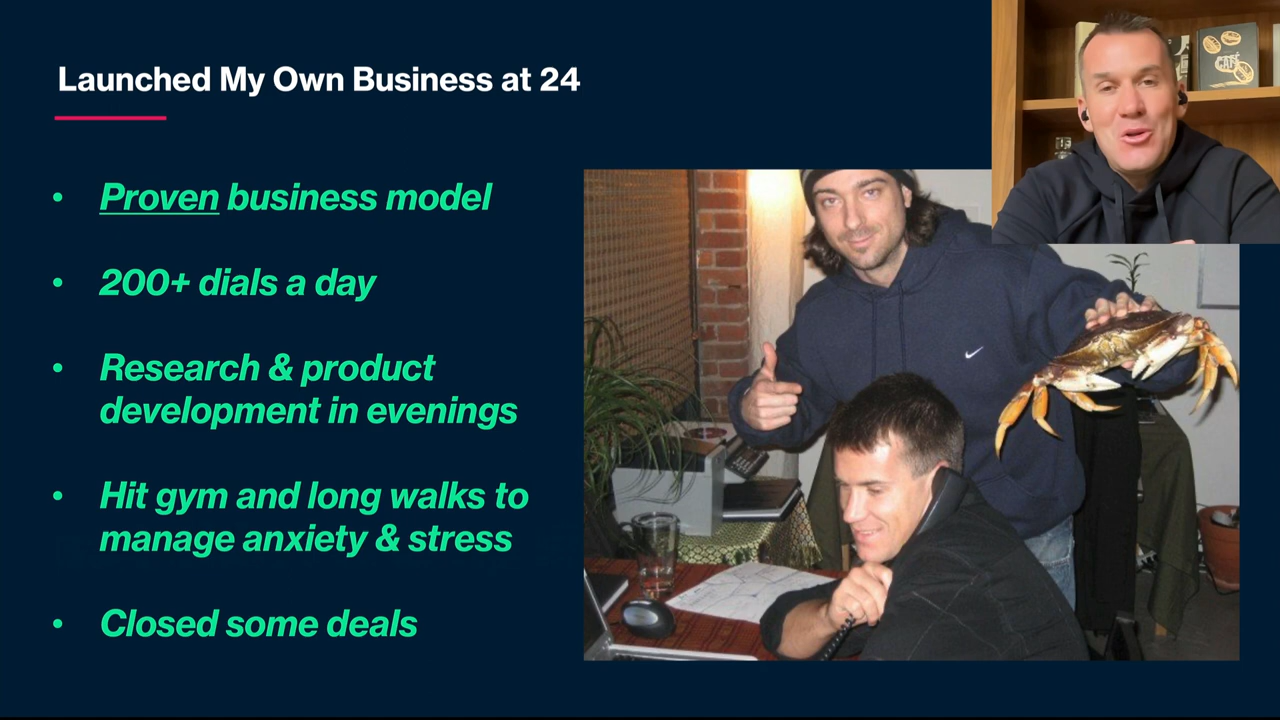 Launched My Own Business at 24
• Proven business model
• 200+ dials a day
• Research & product
development in evenings
• Hit gym and long walks to
manage anxiety & stress
• Closed some deals
CAFÉ